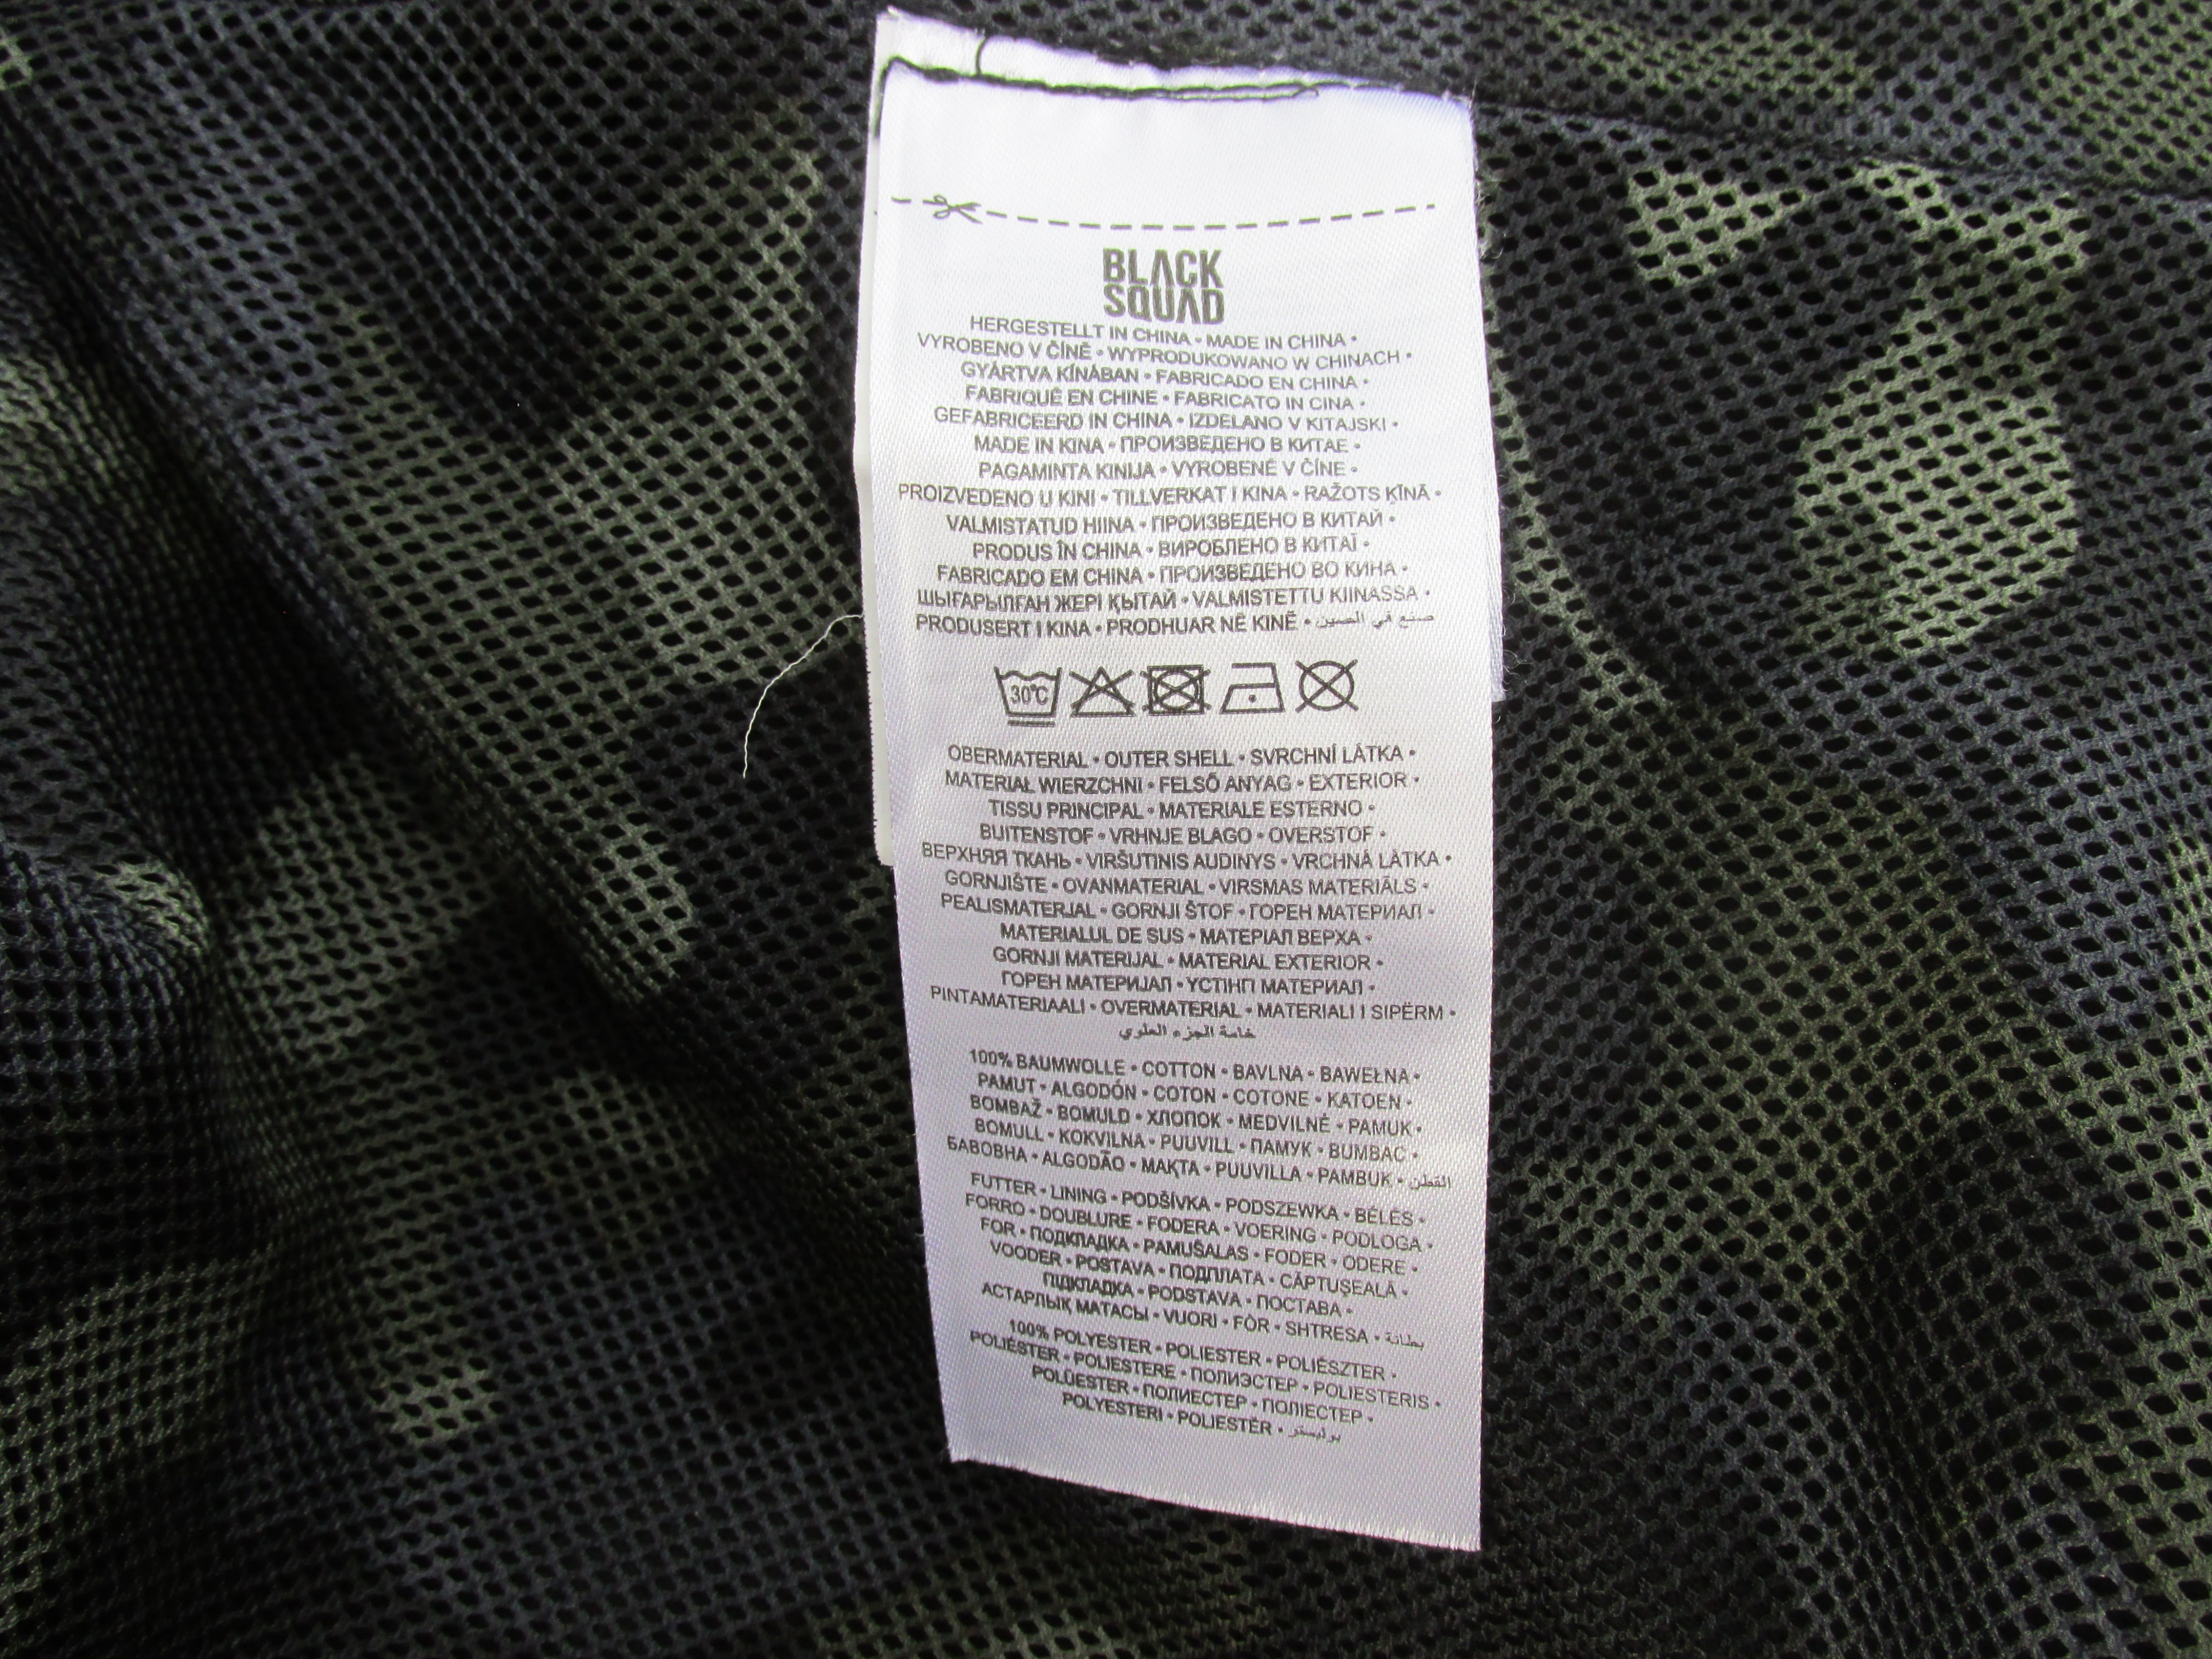 BLACK
SQUAD
HERGESTELLT IN CHINA • MADE IN CHINA •
VYROBENO V ČÍNĚ • WYPRODUKOWANO W CHINACH •
GYÁRTVA KÍNÁBAN • FABRICADO EN CHINA •
FABRIQUÉ EN CHINE • FABRICATO IN CINA •
GEFABRICEERD IN CHINA • IZDELANO V KITAJSKI •
MADE IN KINA • ПРОИЗВЕДЕНО В КИТАЕ •
PAGAMINTA KINIJA • VYROBENÉ V ČÍNE •
PROIZVEDENO U KINI • TILLVERKAT I KINA • RAŽOTS ĶĪNĀ •
VALMISTATUD HIINA • ПРОИЗВЕДЕНО В КИТАЙ •
PRODUS ÎN CHINA • ВИРОБЛЕНО В КИТАЇ •
FABRICADO EM CHINA • ПРОИЗВЕДЕНО ВО КИНА •
ШЫҒАРЫЛҒАН ЖЕРІ ҚЫТАЙ • VALMISTETTU KIINASSA •
PRODUSERT I KINA • PRODHUAR NË KINË • صنع في الصين
30°C
OBERMATERIAL • OUTER SHELL • SVRCHNÍ LÁTKA •
MATERIAŁ WIERZCHNI • FELSŐ ANYAG • EXTERIOR •
TISSU PRINCIPAL • MATERIALE ESTERNO •
BUITENSTOF • VRHNJE BLAGO • OVERSTOF •
ВЕРХНЯЯ ТКАНЬ • VIRŠUTINIS AUDINYS • VRCHNÁ LÁTKA •
GORNJIŠTE • OVANMATERIAL • VIRSMAS MATERIĀLS •
PEALISMATERJAL • GORNJI ŠTOF • ГОРЕН МАТЕРИАЛ •
MATERIALUL DE SUS • МАТЕРІАЛ ВЕРХА •
GORNJI MATERIJAL • MATERIAL EXTERIOR •
ГОРЕН МАТЕРИЈАЛ • ҮСТІҢГІ МАТЕРИАЛ •
PINTAMATERIAALI • OVERMATERIAL • MATERIALI I SIPËRM •
خامة الجزء العلوي
100% BAUMWOLLE • COTTON • BAVLNA • BAWEŁNA •
PAMUT • ALGODÓN • COTON • COTONE • KATOEN •
BOMBAŽ • BOMULD • ХЛОПОК • MEDVILNĖ • PAMUK •
BOMULL • KOKVILNA • PUUVILL • ПАМУК • BUMBAC •
БАВОВНА • ALGODÃO • МАҚТА • PUUVILLA • PAMBUK • القطن
FUTTER • LINING • PODŠÍVKA • PODSZEWKA • BÉLÉS •
FORRO • DOUBLURE • FODERA • VOERING • PODLOGA •
FOR • ПОДКЛАДКА • PAMUŠALAS • FODER • ODERE •
VOODER • POSTAVA • ПОДПЛАТА • CĂPTUȘEALĂ •
ПІДКЛАДКА • PODSTAVA • ПОСТАВА •
АСТАРЛЫҚ МАТАСЫ • VUORI • FÔR • SHTRESA • بطانة
100% POLYESTER • POLIESTER • POLIÉSZTER •
POLIÉSTER • POLIESTERE • ПОЛИЭСТЕР • POLIESTERIS •
POLÜESTER • ПОЛИЕСТЕР • ПОЛІЕСТЕР •
POLYESTERI • POLIESTËR • بوليستر